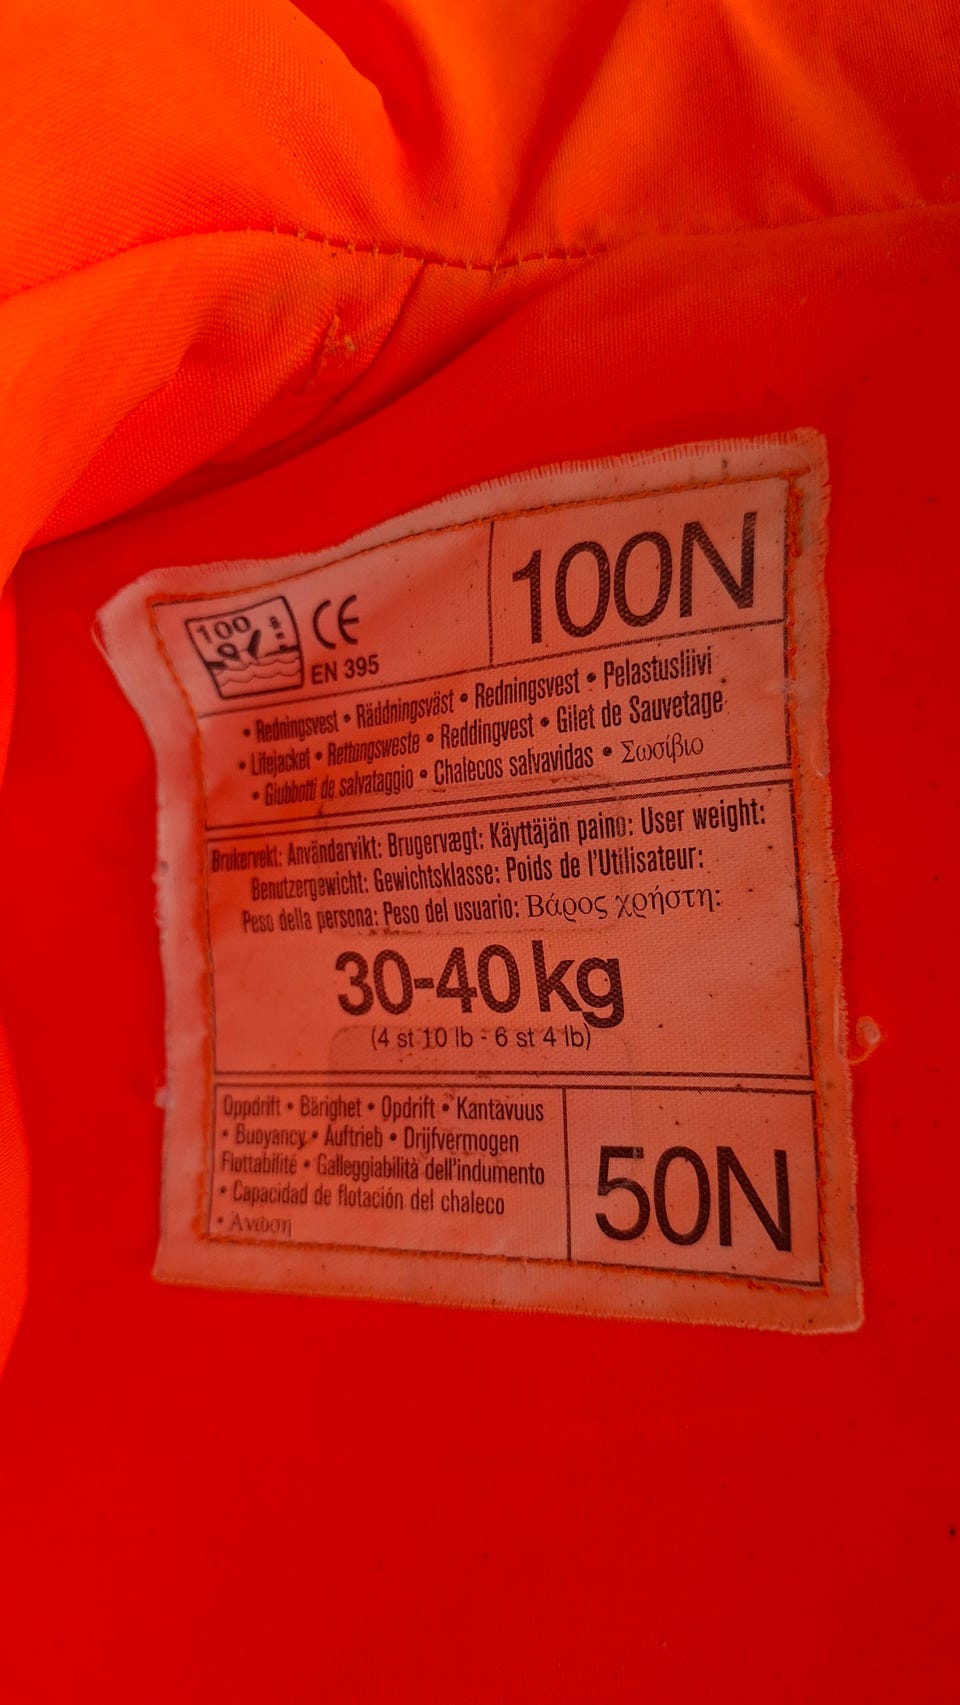 100
CE
EN 395
100N
• Redningsvest • Räddningsväst • Redningsvest • Pelastusliivi
• Lifejacket • Rettungsweste • Reddingvest • Gilet de Sauvetage
• Giubbotti de salvataggio • Chalecos salvavidas • Σωσίβιο
Brukervekt: Användarvikt: Brugervægt: Käyttäjän paino: User weight:
Benutzergewicht: Gewichtsklasse: Poids de l'Utilisateur:
Peso della persona: Peso del usuario: Βάρος χρήστη:
30-40 kg
(4 st 10 lb - 6 st 4 lb)
Oppdrift • Bärighet • Opdrift • Kantavuus
• Buoyancy • Auftrieb • Drijfvermogen
Flottabilité • Galleggiabilità dell'indumento
• Capacidad de flotación del chaleco
• Άνωση
50N